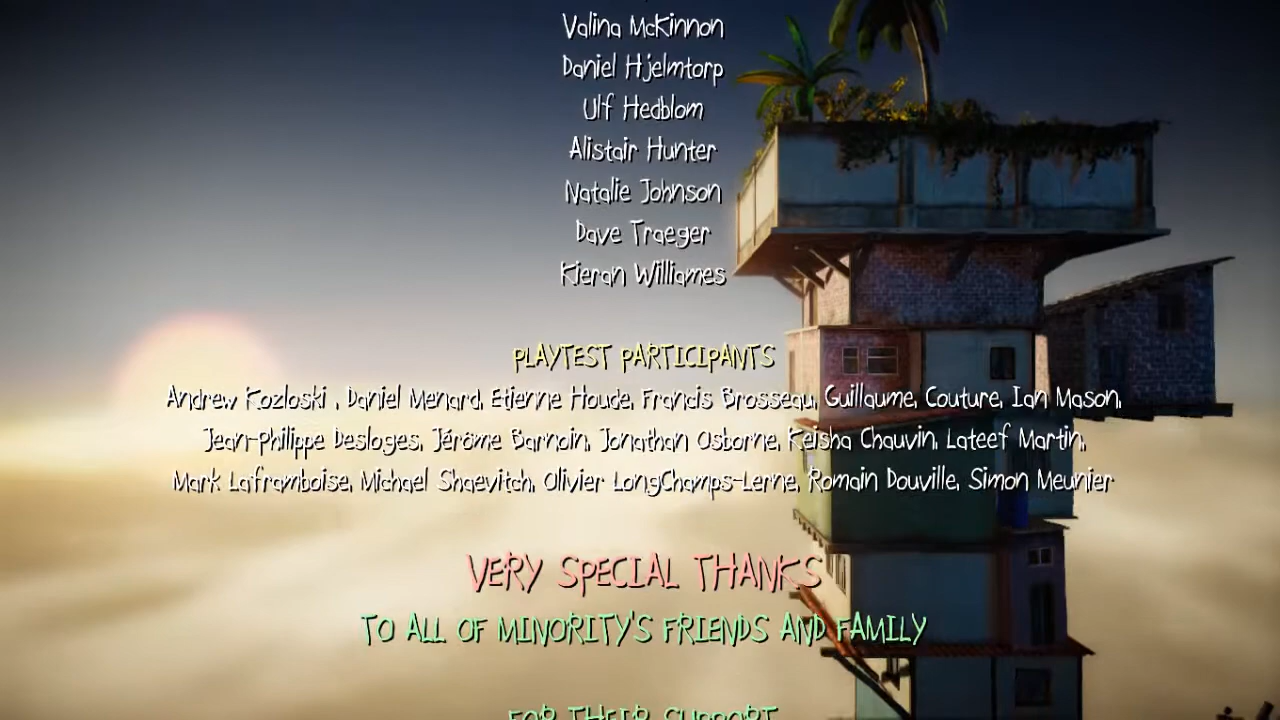 Valina McKinnon
Daniel Hjelmtorp
Ulf Hedblom
Alistair Hunter
Natalie Johnson
Dave Traeger
Kieran Williames
PLAYTEST PARTICIPANTS
Andrew Kozloski , Daniel Menard, Etienne Houde, Francis Brosseau, Guillaume, Couture, Ian Mason,
Jean-Philippe Desloges, Jérôme Barnoin, Jonathan Osborne, Keisha Chauvin, Lateef Martin,
Mark Laframboise, Michael Shaevitch, Olivier LongChamps-Lerne, Romain Douville, Simon Meunier
VERY SPECIAL THANKS
TO ALL OF MINORITY'S FRIENDS AND FAMILY
FOR THEIR SUPPORT